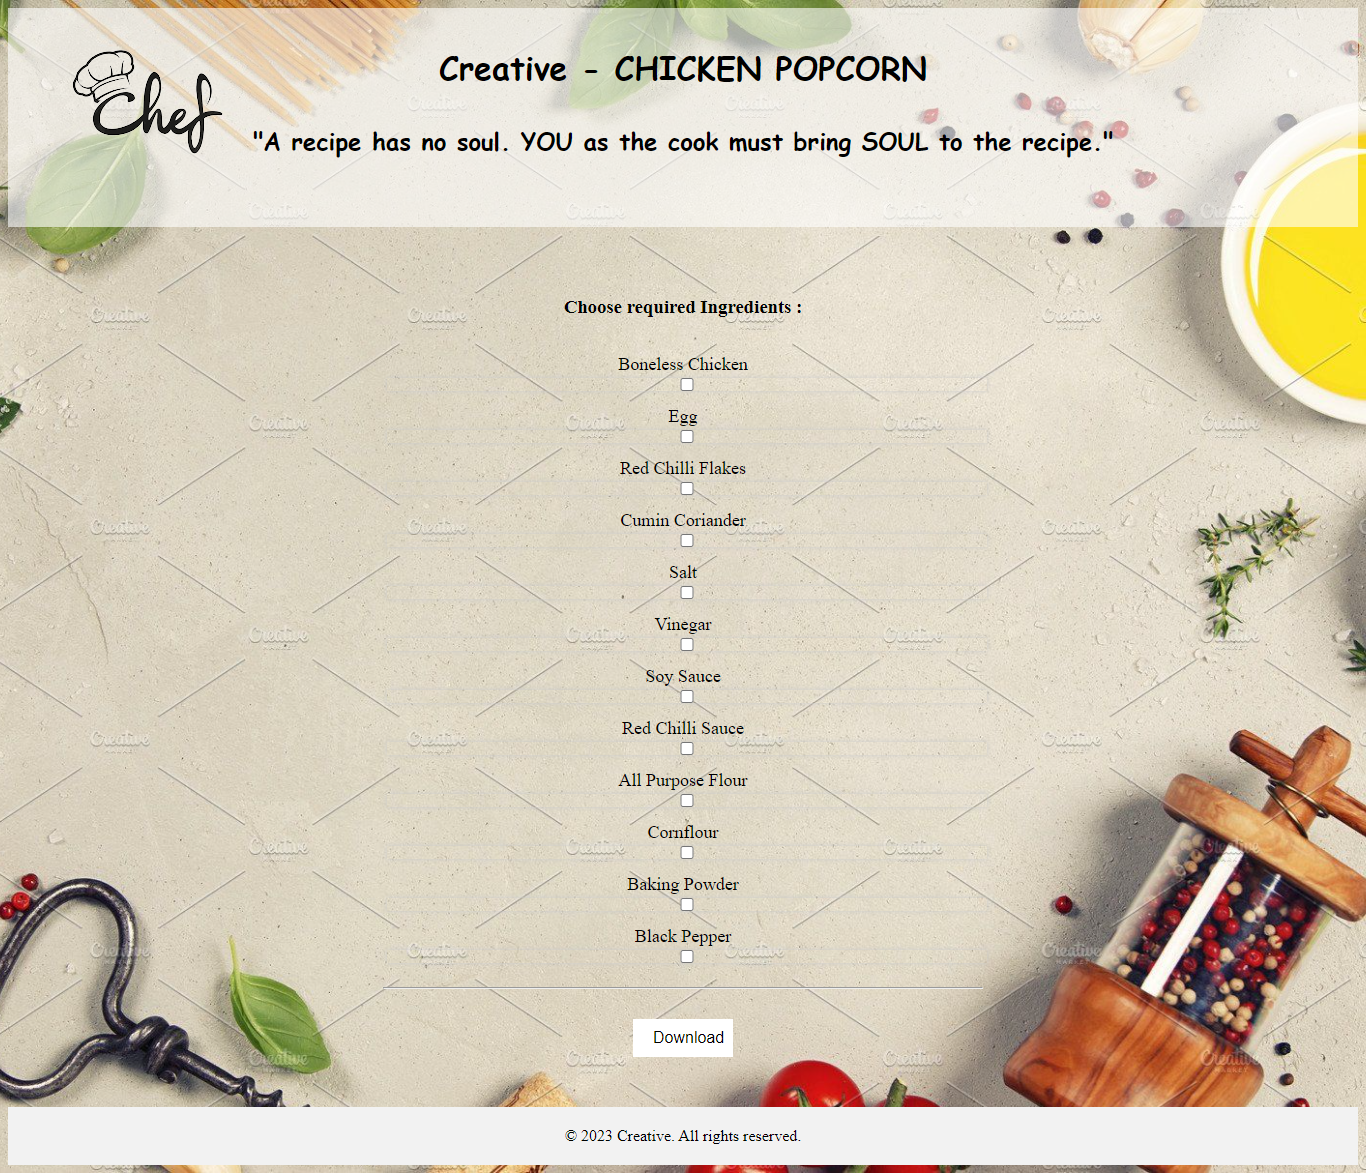 Chef
Creative - CHICKEN POPCORN
"A recipe has no soul. YOU as the cook must bring SOUL to the recipe."
Choose required Ingredients :
Boneless Chicken
Egg
Red Chilli Flakes
Cumin Coriander
Salt
Vinegar
Soy Sauce
Red Chilli Sauce
All Purpose Flour
Cornflour
Baking Powder
Black Pepper
Download
© 2023 Creative. All rights reserved.
Creative
MARKET